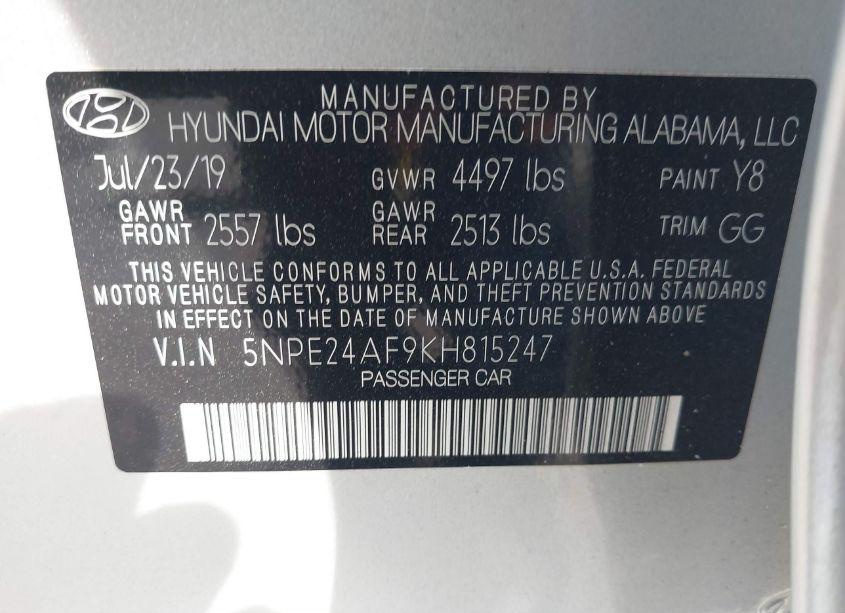 MANUFACTURED BY
HYUNDAI MOTOR MANUFACTURING ALABAMA, LLC
Jul/23/19 GVWR 4497 lbs PAINT Y8
GAWR FRONT 2557 lbs GAWR REAR 2513 lbs TRIM GG
THIS VEHICLE CONFORMS TO ALL APPLICABLE U.S.A. FEDERAL
MOTOR VEHICLE SAFETY, BUMPER, AND THEFT PREVENTION STANDARDS
IN EFFECT ON THE DATE OF MANUFACTURE SHOWN ABOVE
V.I.N 5NPE24AF9KH815247
PASSENGER CAR